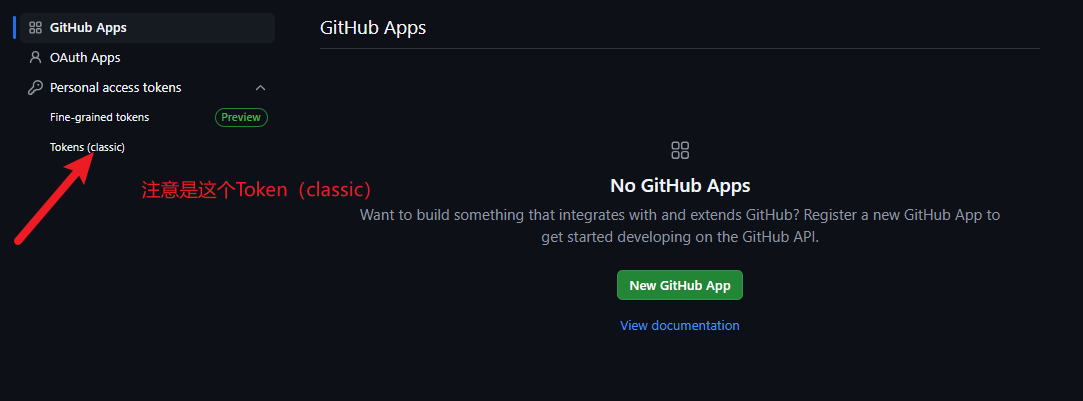 GitHub Apps
OAuth Apps
Personal access tokens
Fine-grained tokens Preview
Tokens (classic)
注意是这个Token（classic）
GitHub Apps
No GitHub Apps
Want to build something that integrates with and extends GitHub? Register a new GitHub App to
get started developing on the GitHub API.
New GitHub App
View documentation